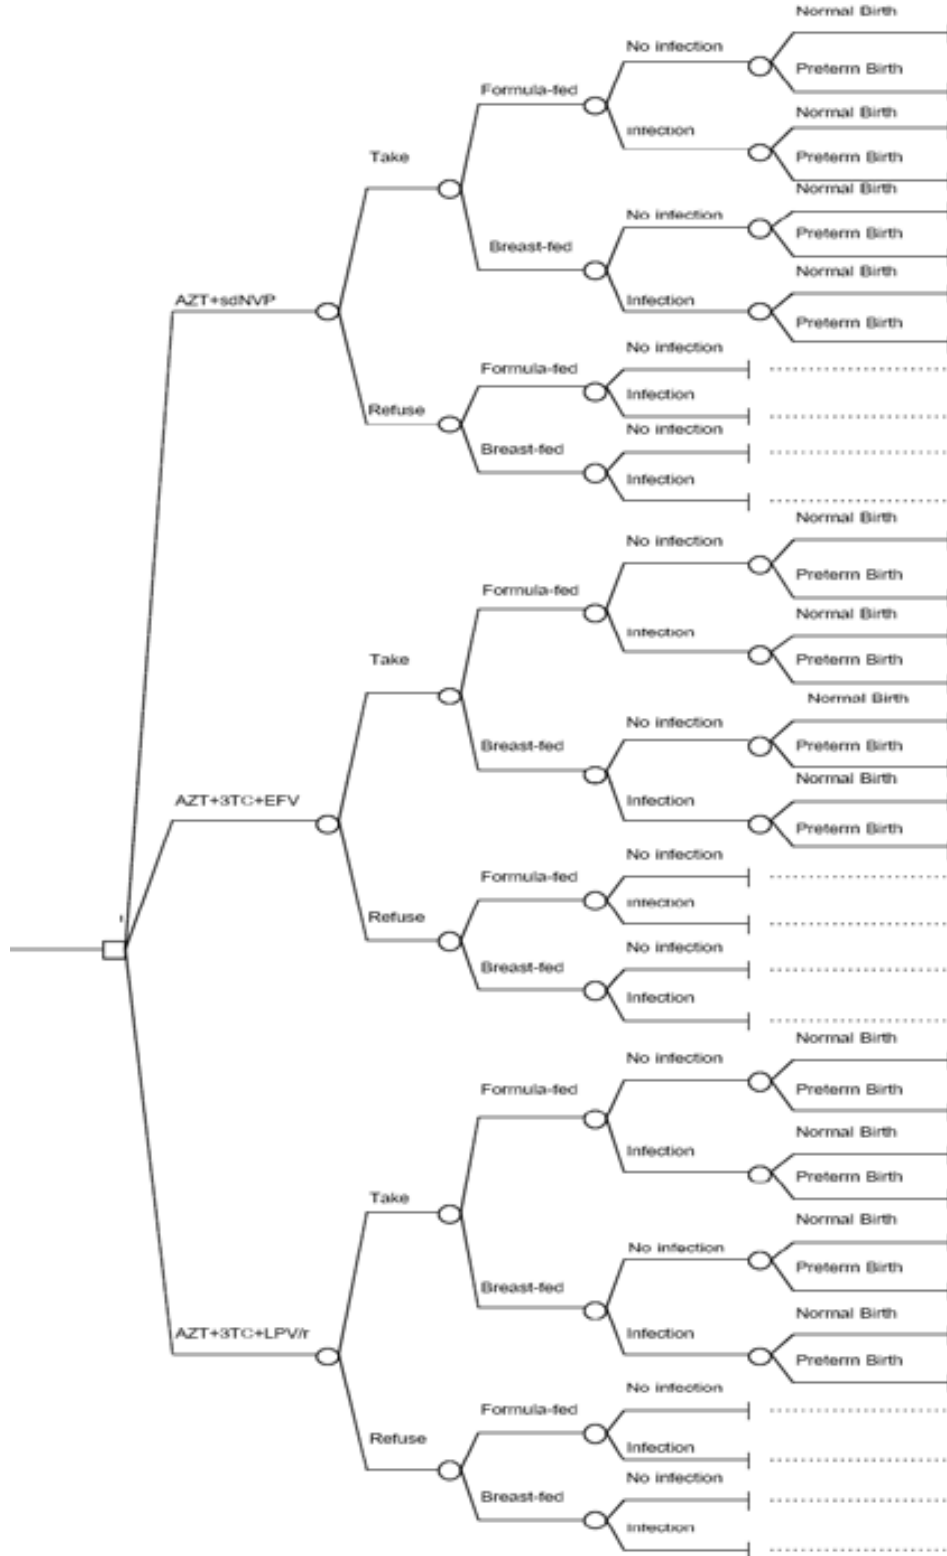 Normal Birth
No infection
Preterm Birth
Formula-fed
Normal Birth
Infection
Take
Preterm Birth
Normal Birth
No infection
Preterm Birth
Breast-fed
Normal Birth
AZT+sdNVP
Infection
Preterm Birth
No infection
Formula-fed
Infection
Refuse
No infection
Breast-fed
Infection
Normal Birth
No infection
Preterm Birth
Formula-fed
Normal Birth
Infection
Take
Preterm Birth
Normal Birth
No infection
Breast-fed
Preterm Birth
Normal Birth
AZT+3TC+EFV
Infection
Preterm Birth
No infection
Formula-fed
Infection
Refuse
No infection
Breast-fed
Infection
Normal Birth
No infection
Formula-fed
Preterm Birth
Normal Birth
Infection
Preterm Birth
Take
Normal Birth
No infection
Preterm Birth
Breast-fed
Normal Birth
AZT+3TC+LPV/r
Infection
Preterm Birth
No infection
Formula-fed
Refuse
Infection
No infection
Breast-fed
Infection